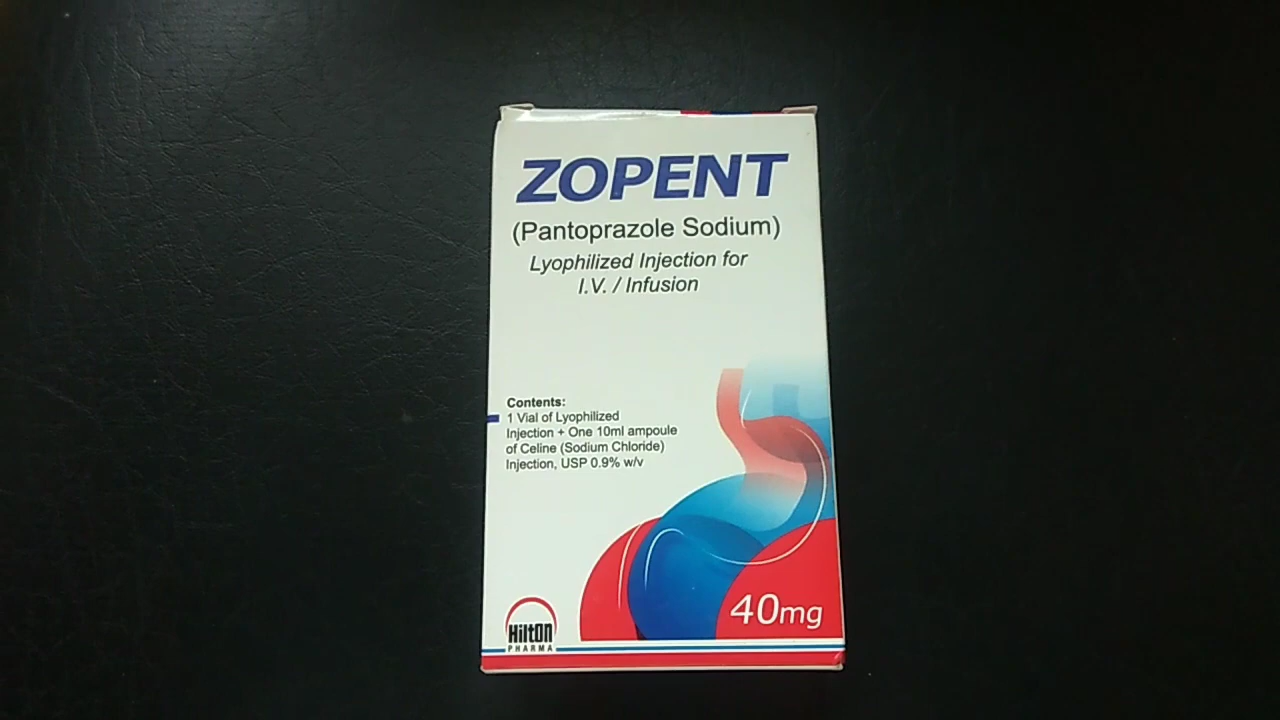 ZOPENT
(Pantoprazole Sodium)
Lyophilized Injection for
I.V. / Infusion
Contents:
1 Vial of Lyophilized
Injection + One 10ml ampoule
of Celine (Sodium Chloride)
Injection, USP 0.9% w/v
40mg
HiltOn
PHARMA